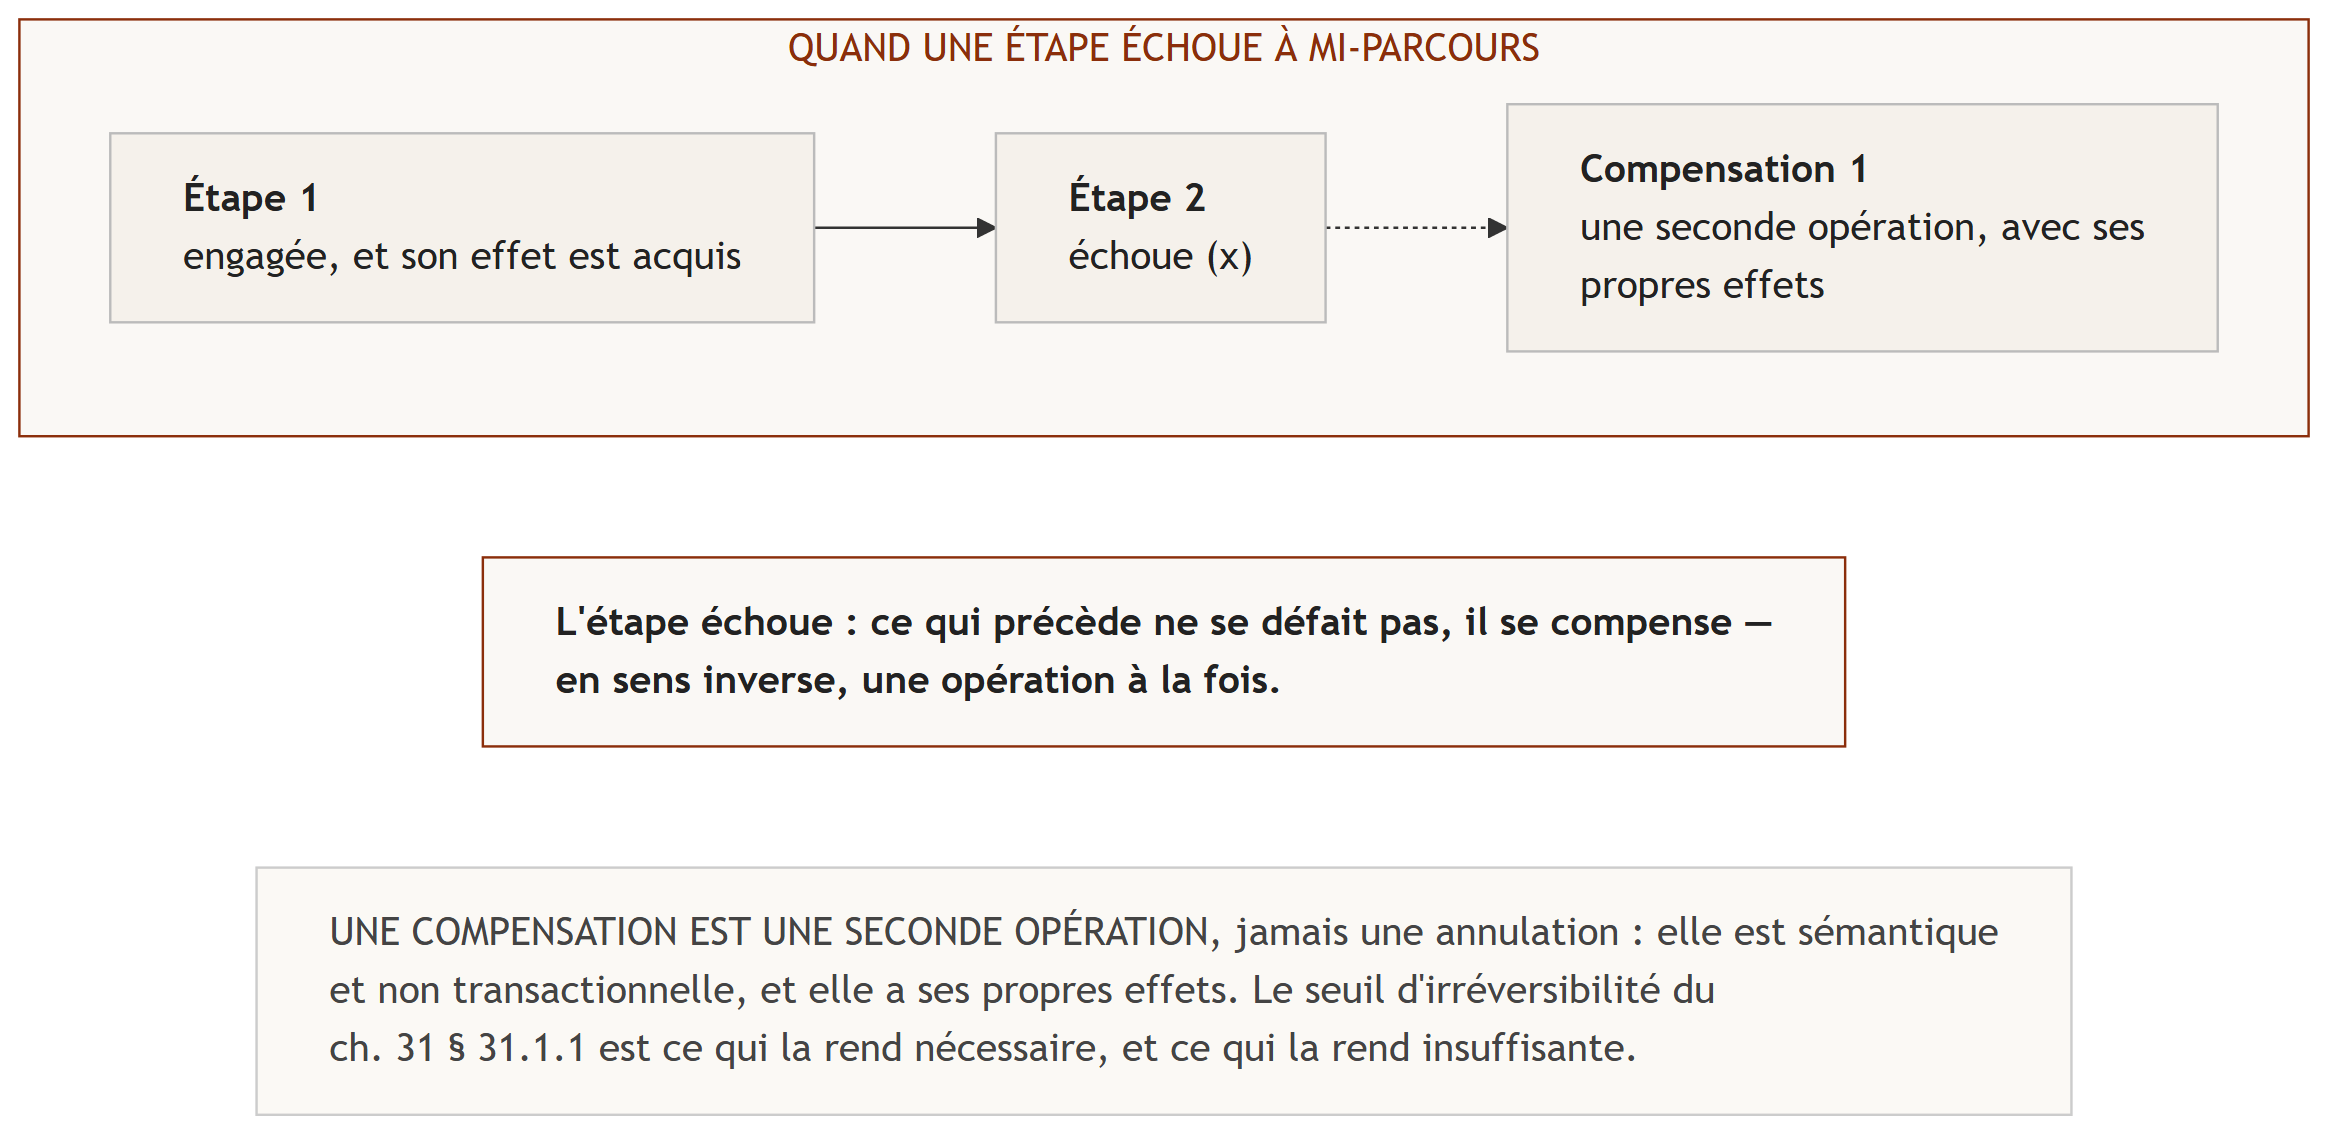 QUAND UNE ÉTAPE ÉCHOUE À MI-PARCOURS
Étape 1
engagée, et son effet est acquis
Étape 2
échoue (x)
Compensation 1
une seconde opération, avec ses
propres effets
L'étape échoue : ce qui précède ne se défait pas, il se compense —
en sens inverse, une opération à la fois.
UNE COMPENSATION EST UNE SECONDE OPÉRATION, jamais une annulation : elle est sémantique
et non transactionnelle, et elle a ses propres effets. Le seuil d'irréversibilité du
ch. 31 § 31.1.1 est ce qui la rend nécessaire, et ce qui la rend insuffisante.